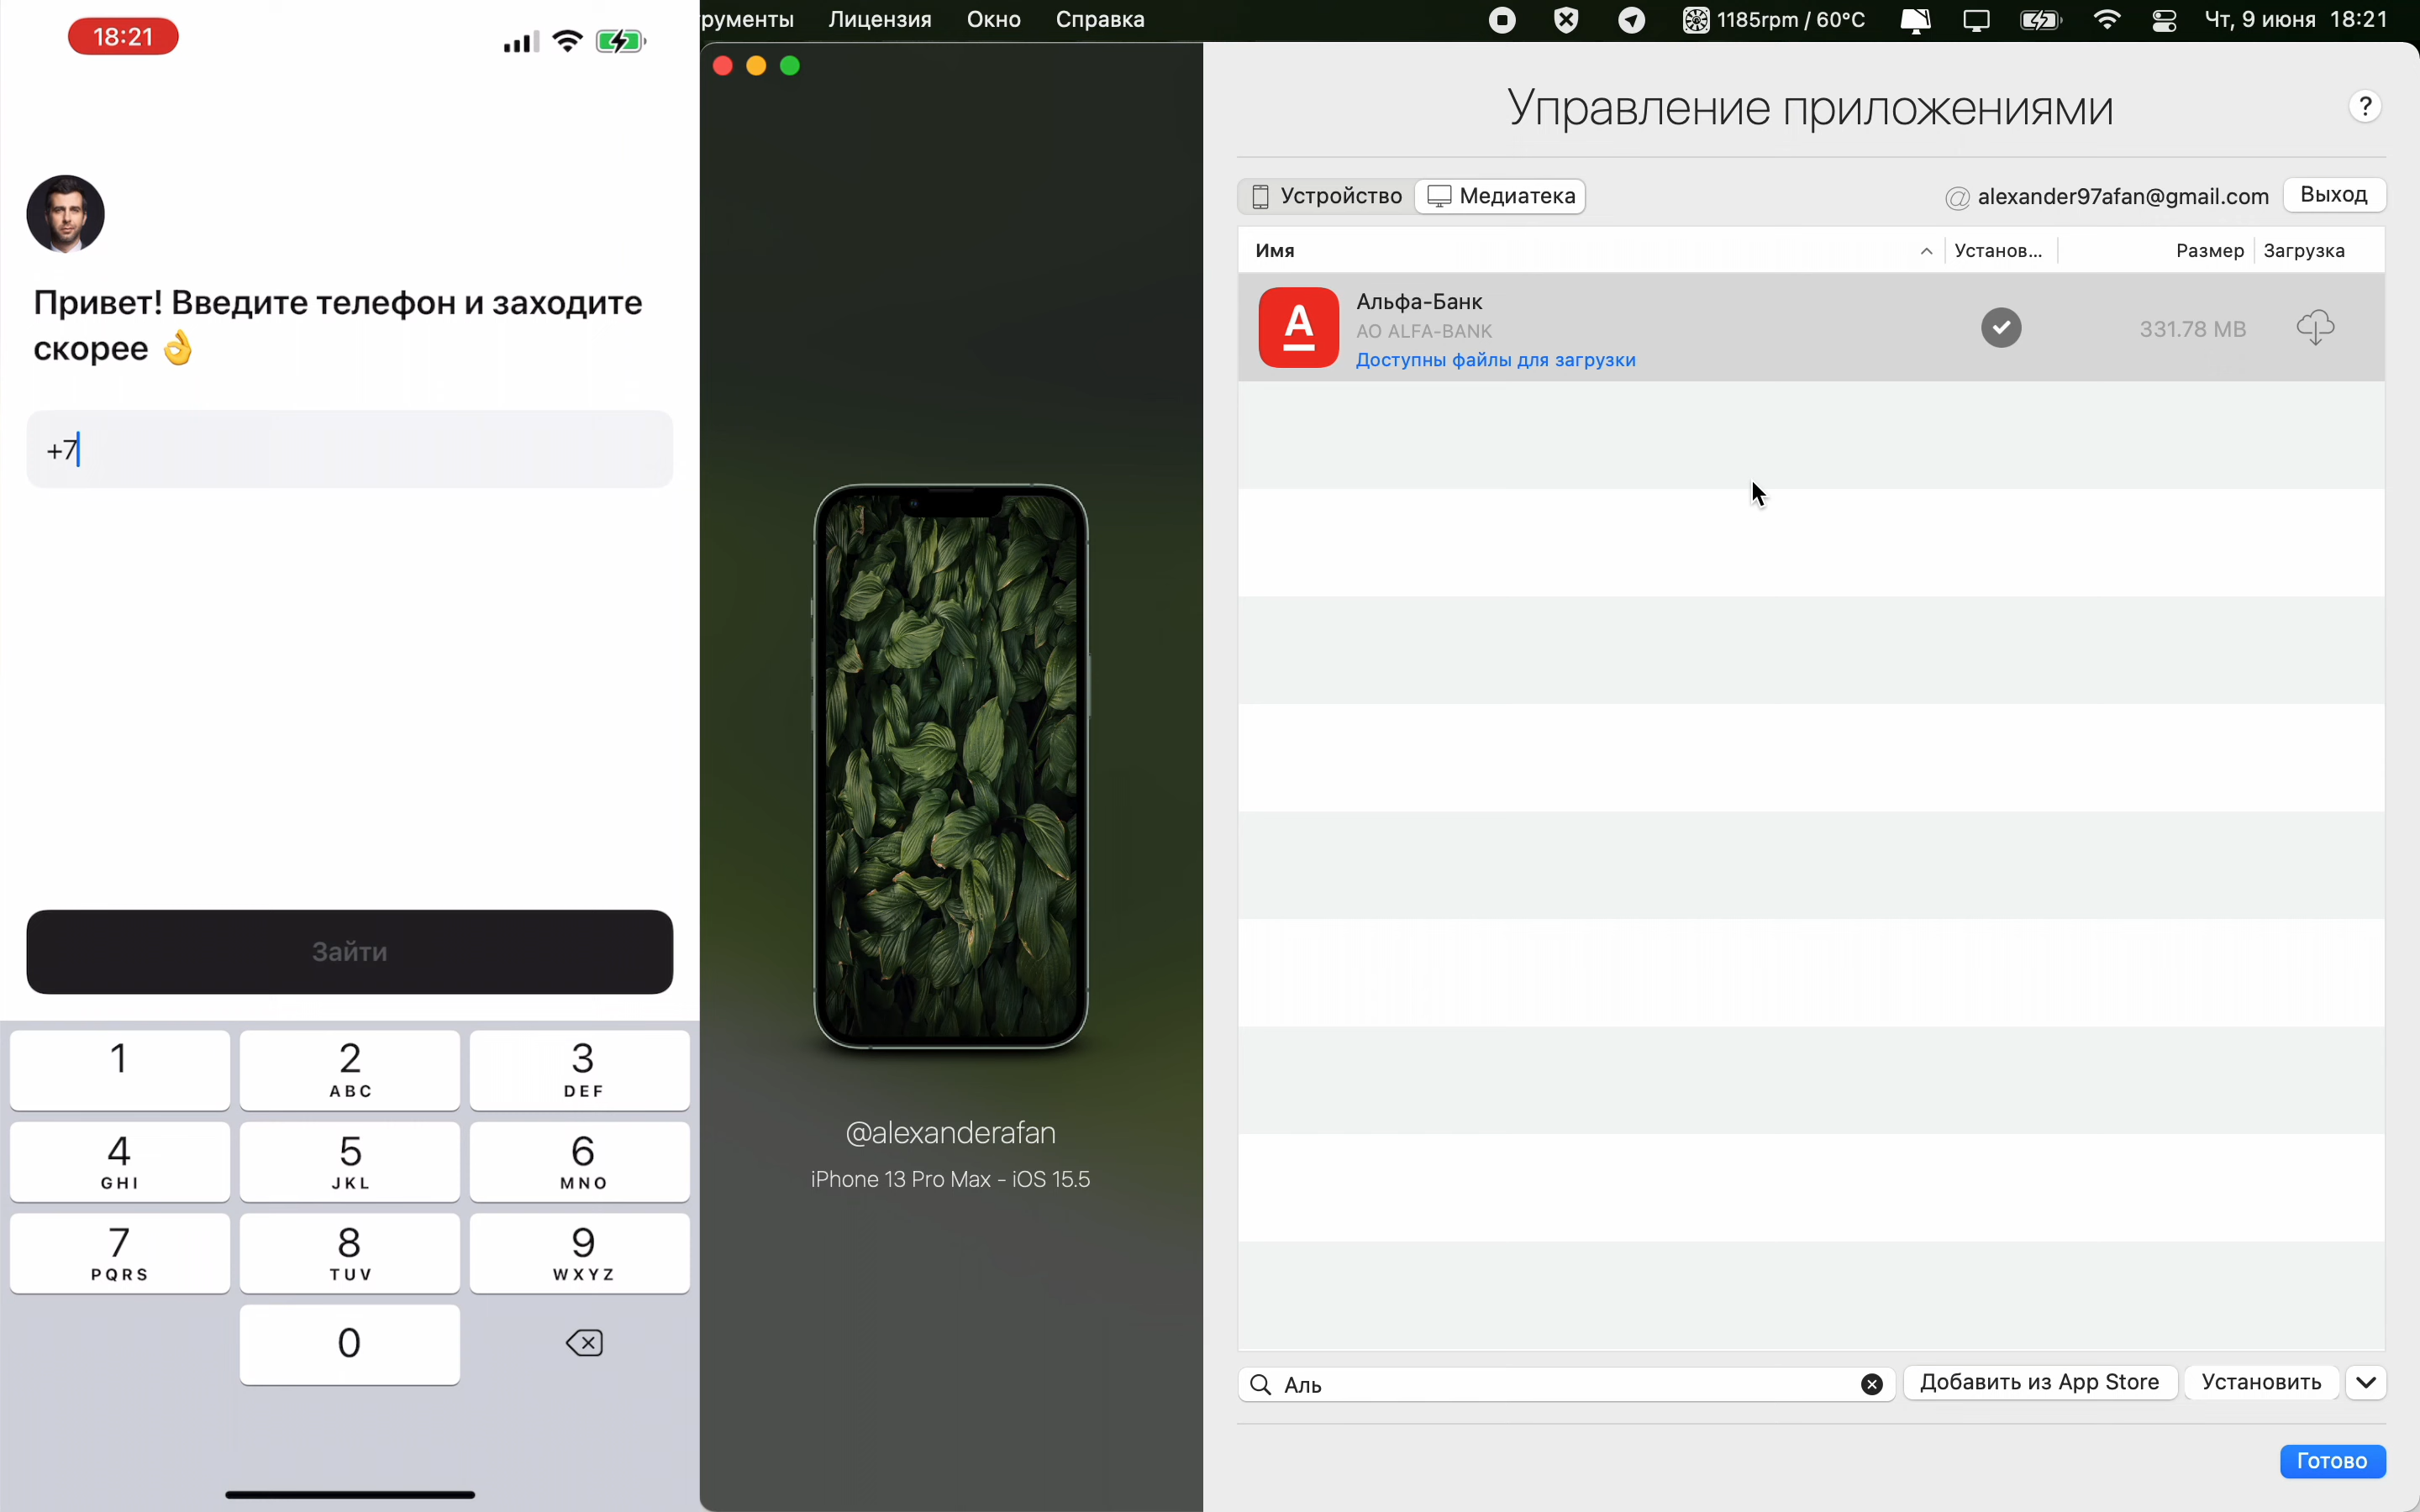 18:21
Привет! Введите телефон и заходите
скорее 👌
+7
Зайти
1
2
ABC
3
DEF
4
GHI
5
JKL
6
MNO
7
PQRS
8
TUV
9
WXYZ
0
рументы Лицензия Окно Справка
1185rpm / 60°C
Чт, 9 июня 18:21
@alexanderafan
iPhone 13 Pro Max - iOS 15.5
Управление приложениями
?
Устройство
Медиатека
@ alexander97afan@gmail.com
Выход
Имя
Установ...
Размер
Загрузка
А
Альфа-Банк
AO ALFA-BANK
Доступны файлы для загрузки
331.78 MB
Аль
Добавить из App Store
Установить
Готово